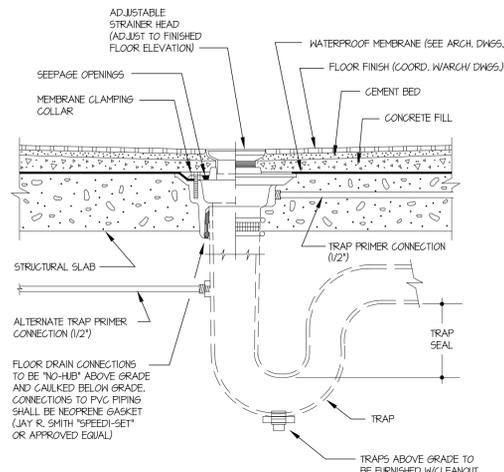 ADJUSTABLE
STRAINER HEAD
(ADJUST TO FINISHED
FLOOR ELEVATION)
WATERPROOF MEMBRANE (SEE ARCH. DWGS.
FLOOR FINISH (COORD. W/ARCH/ DWGS.)
SEEPAGE OPENINGS
CEMENT BED
MEMBRANE CLAMPING
COLLAR
CONCRETE FILL
TRAP PRIMER CONNECTION
(1/2")
STRUCTURAL SLAB
ALTERNATE TRAP PRIMER
CONNECTION (1/2")
TRAP
SEAL
FLOOR DRAIN CONNECTIONS
TO BE "NO-HUB" ABOVE GRADE
AND CAULKED BELOW GRADE.
CONNECTIONS TO PVC PIPING
SHALL BE NEOPRENE GASKET
(JAY R. SMITH "SPEEDI-SET"
OR APPROVED EQUAL)
TRAP
TRAPS ABOVE GRADE TO
BE FURNISHED W/CLEANOUT